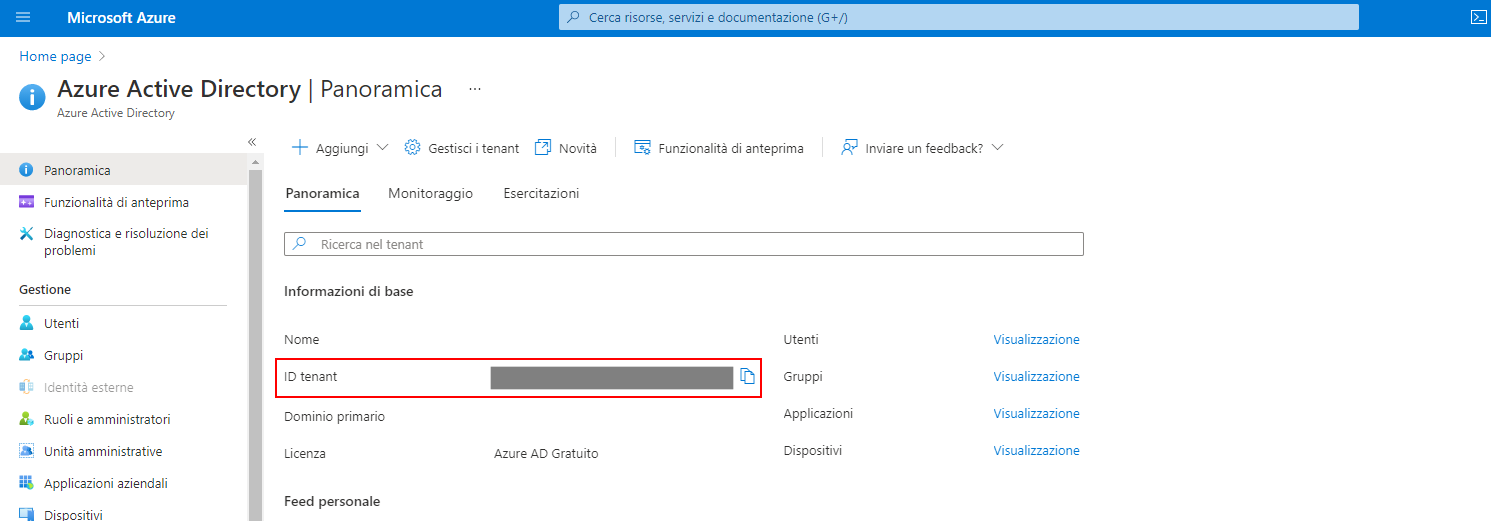 Microsoft Azure
Cerca risorse, servizi e documentazione (G+/)
Home page
Azure Active Directory | Panoramica ...
Azure Active Directory
Panoramica
Funzionalità di anteprima
Diagnostica e risoluzione dei
problemi
Gestione
Utenti
Gruppi
Identità esterne
Ruoli e amministratori
Unità amministrative
Applicazioni aziendali
Dispositivi
Aggiungi Gestisci i tenant Novità Funzionalità di anteprima Inviare un feedback?
Panoramica Monitoraggio Esercitazioni
Ricerca nel tenant
Informazioni di base
Nome
ID tenant
Dominio primario
Licenza Azure AD Gratuito
Utenti Visualizzazione
Gruppi Visualizzazione
Applicazioni Visualizzazione
Dispositivi Visualizzazione
Feed personale